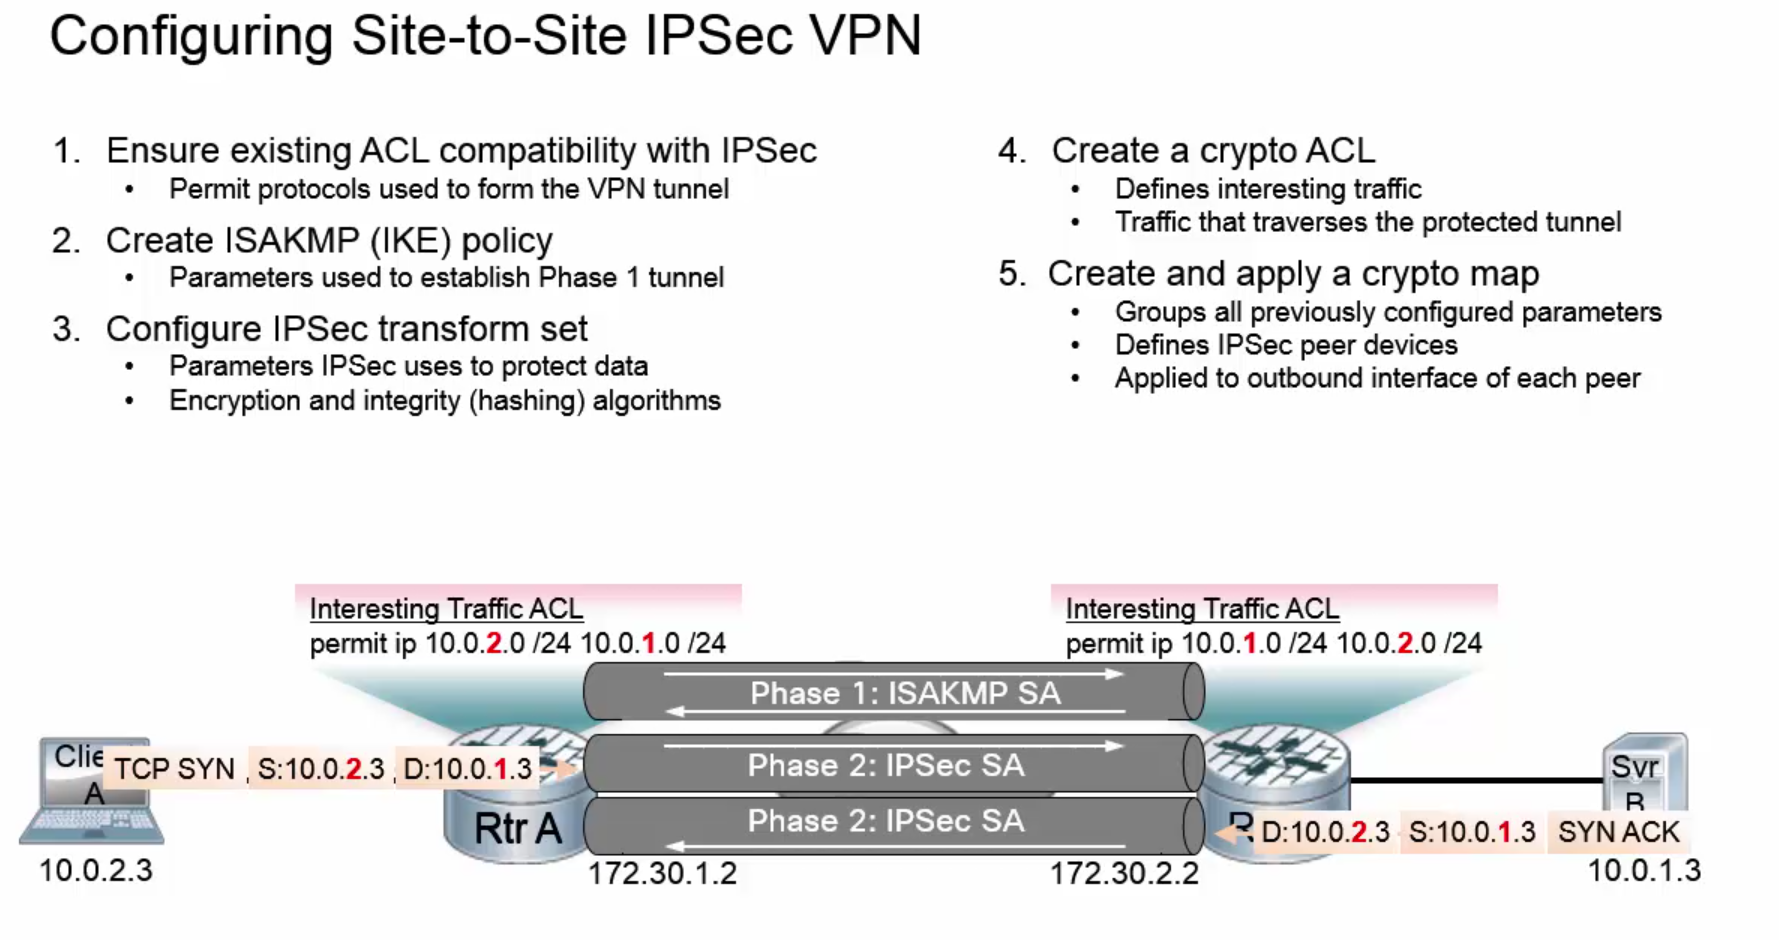 Configuring Site-to-Site IPSec VPN
1. Ensure existing ACL compatibility with IPSec
• Permit protocols used to form the VPN tunnel
2. Create ISAKMP (IKE) policy
• Parameters used to establish Phase 1 tunnel
3. Configure IPSec transform set
• Parameters IPSec uses to protect data
• Encryption and integrity (hashing) algorithms
4. Create a crypto ACL
• Defines interesting traffic
• Traffic that traverses the protected tunnel
5. Create and apply a crypto map
• Groups all previously configured parameters
• Defines IPSec peer devices
• Applied to outbound interface of each peer
Interesting Traffic ACL
permit ip 10.0.2.0 /24 10.0.1.0 /24
Interesting Traffic ACL
permit ip 10.0.1.0 /24 10.0.2.0 /24
Phase 1: ISAKMP SA
Phase 2: IPSec SA
Phase 2: IPSec SA
A
TCP SYN S:10.0.2.3 D:10.0.1.3
Rtr A
Svr
B
D:10.0.2.3 S:10.0.1.3 SYN ACK
10.0.2.3
172.30.1.2
172.30.2.2
10.0.1.3